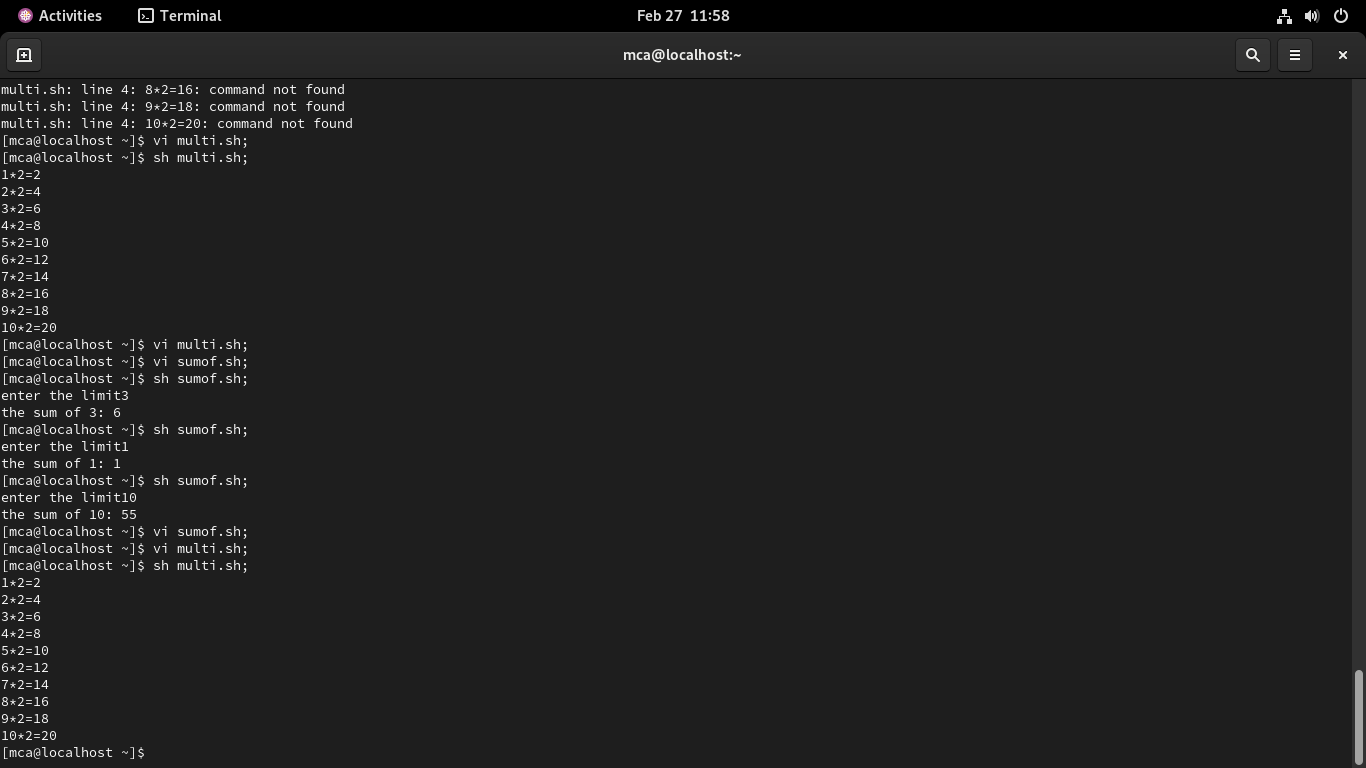 Activities Terminal Feb 27 11:58
mca@localhost:~
multi.sh: line 4: 8*2=16: command not found
multi.sh: line 4: 9*2=18: command not found
multi.sh: line 4: 10*2=20: command not found
[mca@localhost ~]$ vi multi.sh;
[mca@localhost ~]$ sh multi.sh;
1*2=2
2*2=4
3*2=6
4*2=8
5*2=10
6*2=12
7*2=14
8*2=16
9*2=18
10*2=20
[mca@localhost ~]$ vi multi.sh;
[mca@localhost ~]$ vi sumof.sh;
[mca@localhost ~]$ sh sumof.sh;
enter the limit3
the sum of 3: 6
[mca@localhost ~]$ sh sumof.sh;
enter the limit1
the sum of 1: 1
[mca@localhost ~]$ sh sumof.sh;
enter the limit10
the sum of 10: 55
[mca@localhost ~]$ vi sumof.sh;
[mca@localhost ~]$ vi multi.sh;
[mca@localhost ~]$ sh multi.sh;
1*2=2
2*2=4
3*2=6
4*2=8
5*2=10
6*2=12
7*2=14
8*2=16
9*2=18
10*2=20
[mca@localhost ~]$